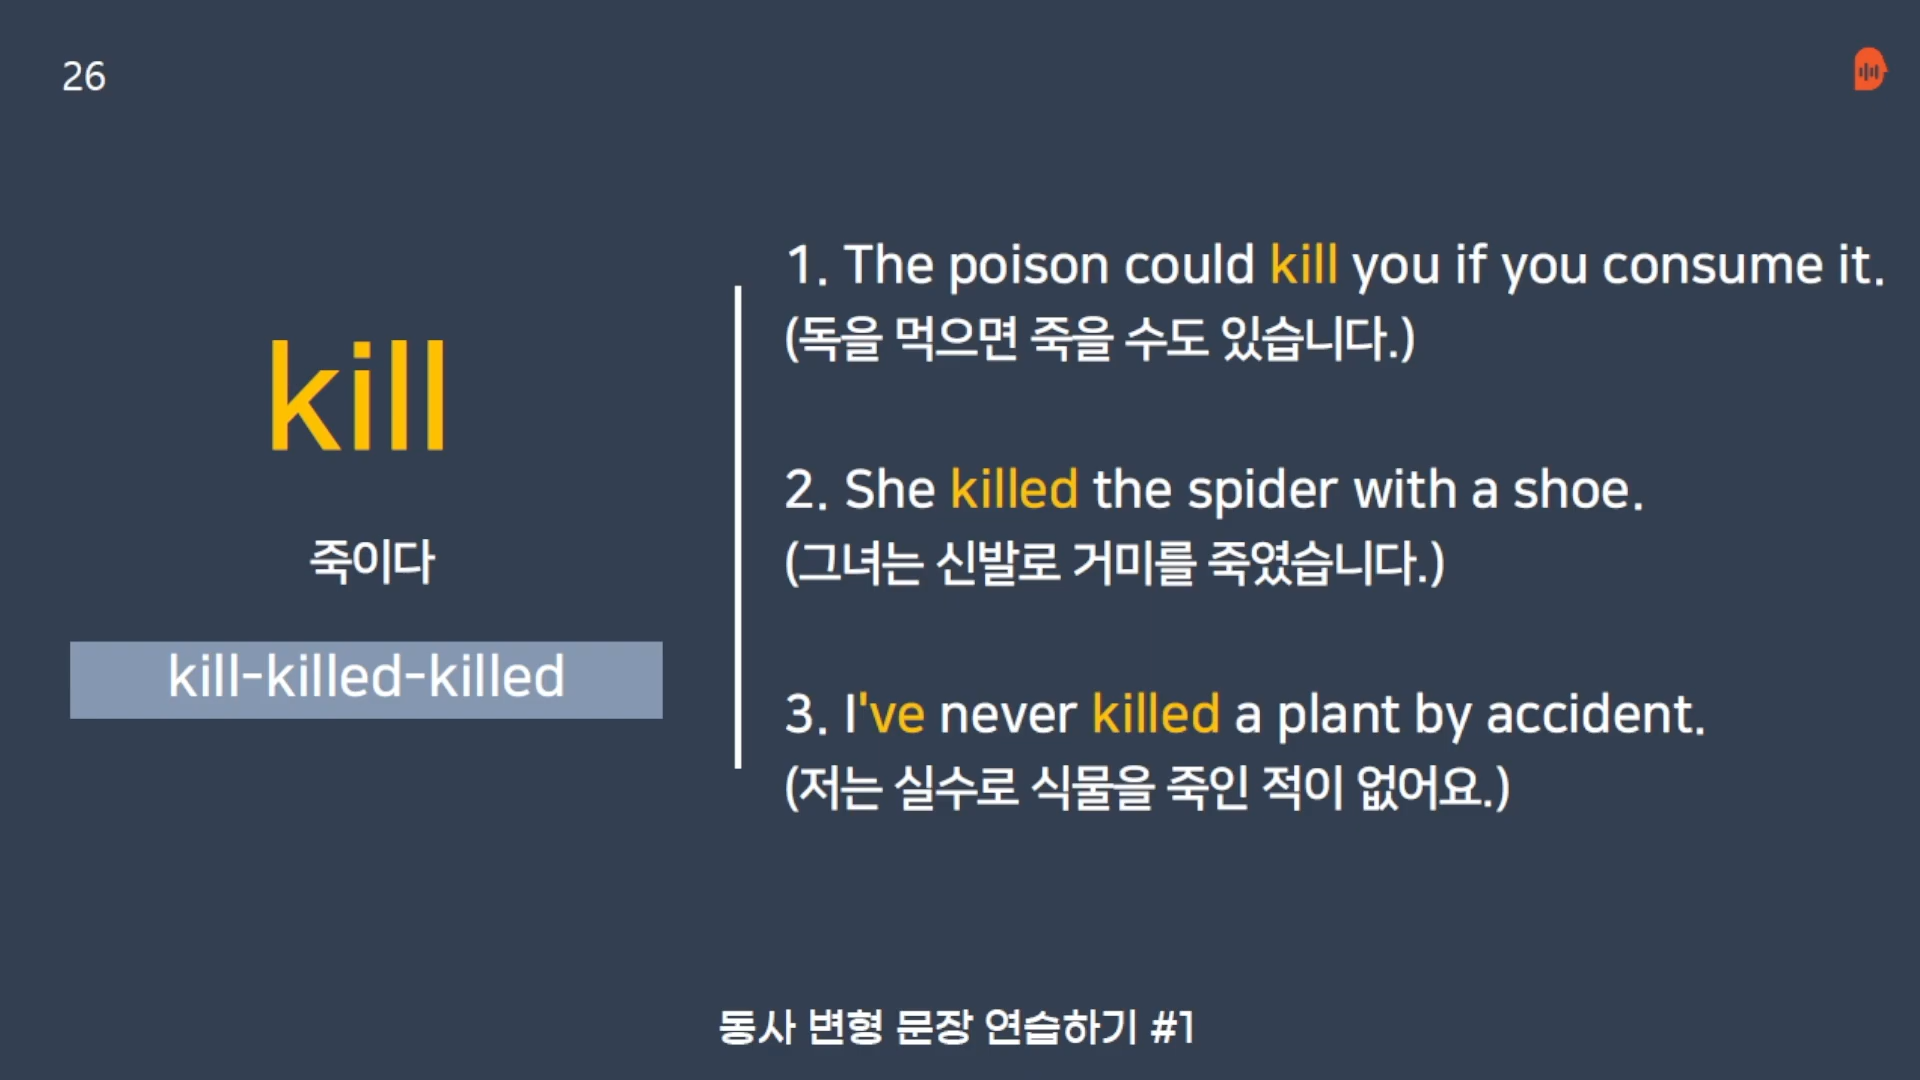 26
kill
죽이다
kill-killed-killed
1. The poison could kill you if you consume it.
(독을 먹으면 죽을 수도 있습니다.)
2. She killed the spider with a shoe.
(그녀는 신발로 거미를 죽였습니다.)
3. I've never killed a plant by accident.
(저는 실수로 식물을 죽인 적이 없어요.)
동사 변형 문장 연습하기 #1